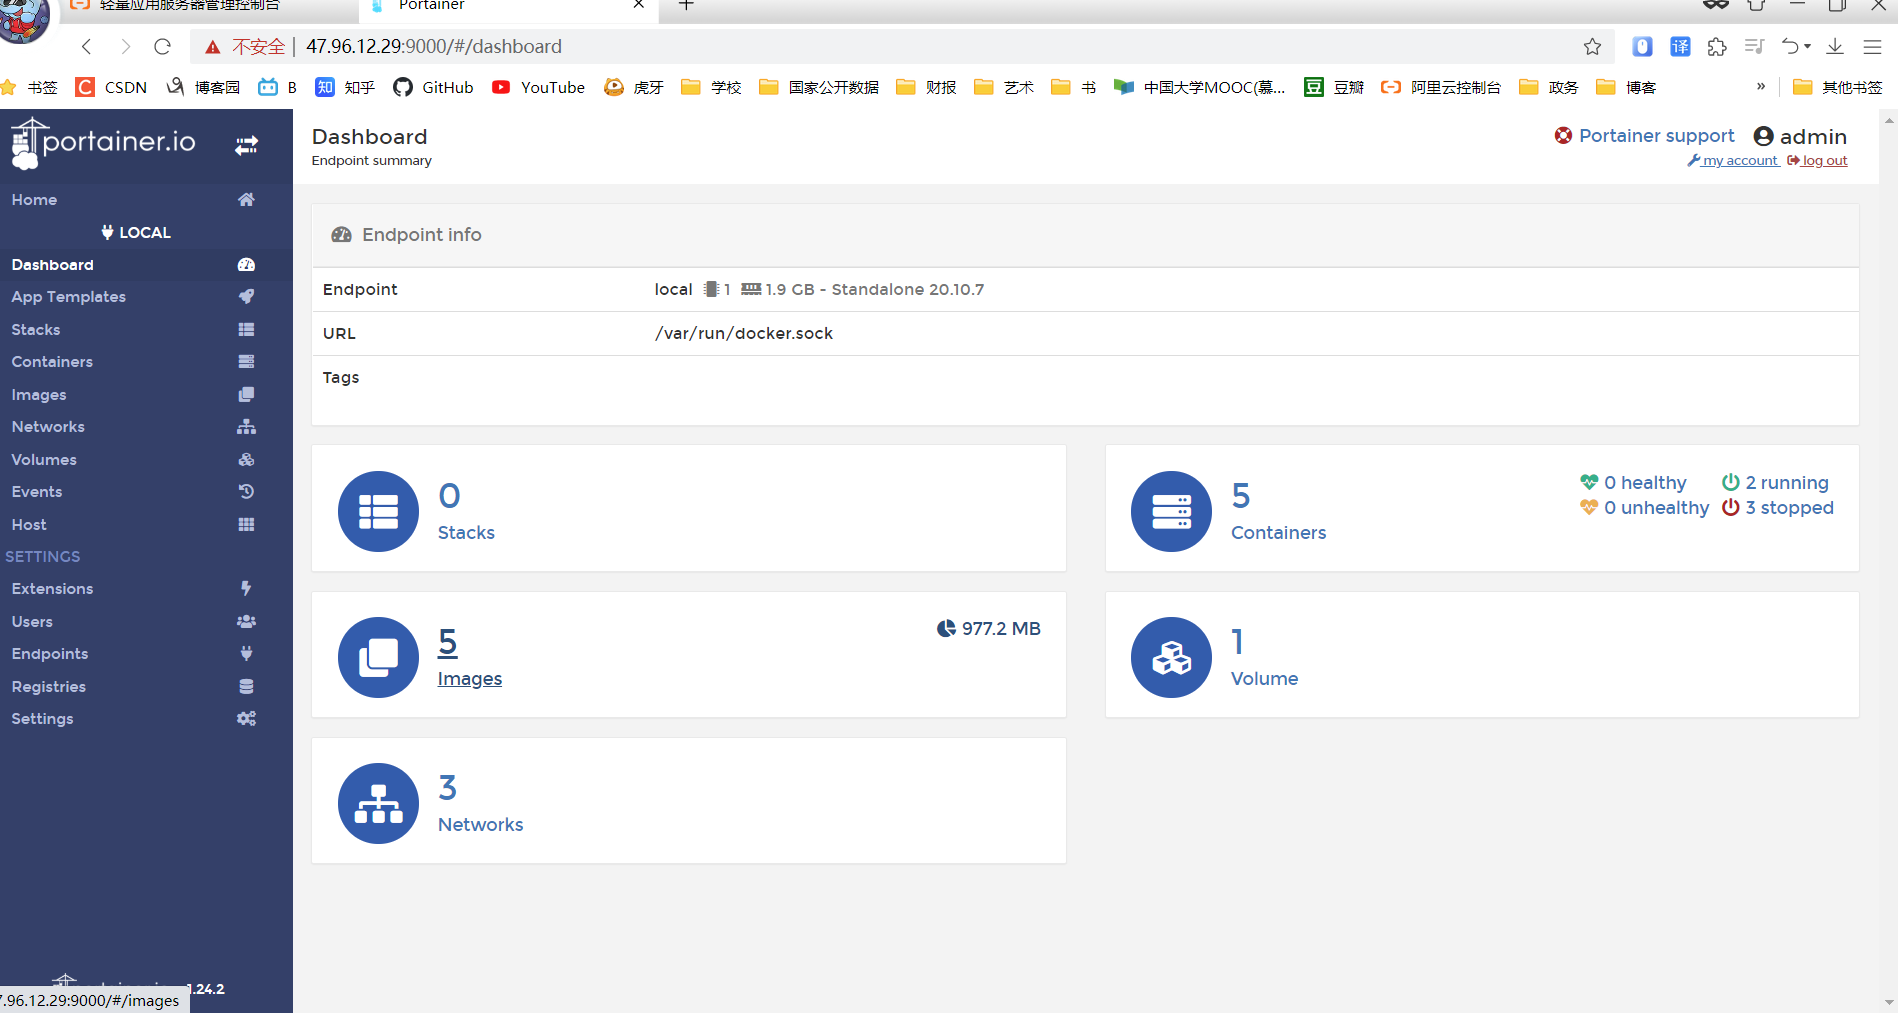 轻量应用服务器管理控制台
Portainer
不安全 | 47.96.12.29:9000/#/dashboard
书签 CSDN 博客园 B 知乎 GitHub YouTube 虎牙 学校 国家公开数据 财报 艺术 书 中国大学MOOC(慕... 豆瓣 阿里云控制台 政务 博客 » 其他书签
portainer.io
Home
LOCAL
Dashboard
App Templates
Stacks
Containers
Images
Networks
Volumes
Events
Host
SETTINGS
Extensions
Users
Endpoints
Registries
Settings
1.24.2
7.96.12.29:9000/#/images
Dashboard
Endpoint summary
Portainer support admin
my account log out
Endpoint info
Endpoint local 1 1.9 GB - Standalone 20.10.7
URL /var/run/docker.sock
Tags
0
Stacks
5
Containers
0 healthy 2 running
0 unhealthy 3 stopped
5
Images
977.2 MB
1
Volume
3
Networks